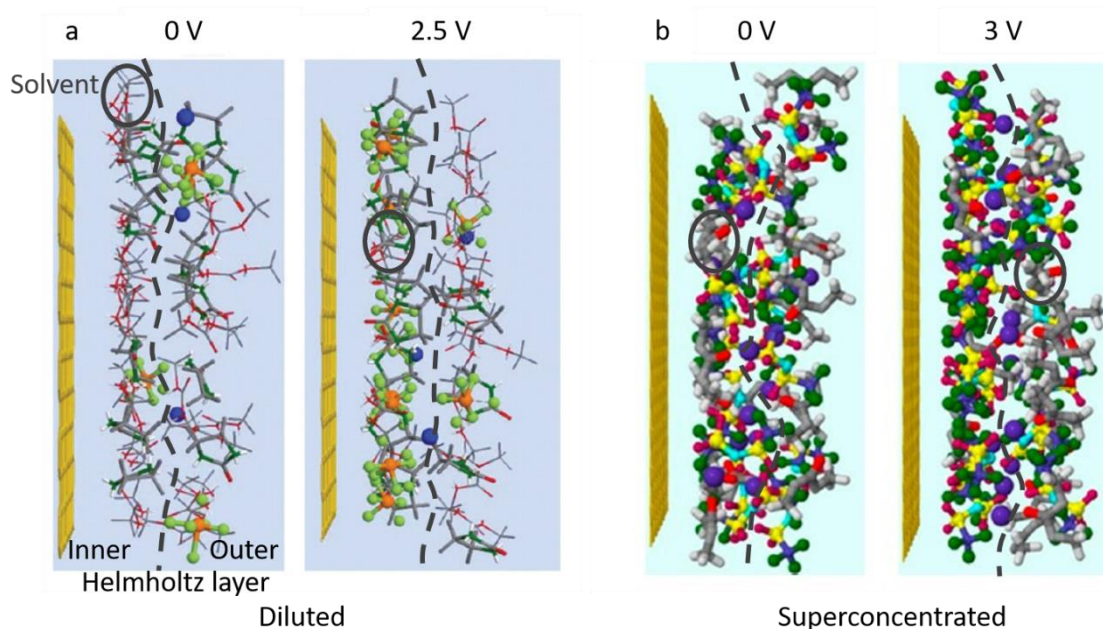 a
0 V
2.5 V
b
0 V
3 V
Solvent
Inner
Outer
Helmholtz layer
Diluted
Superconcentrated